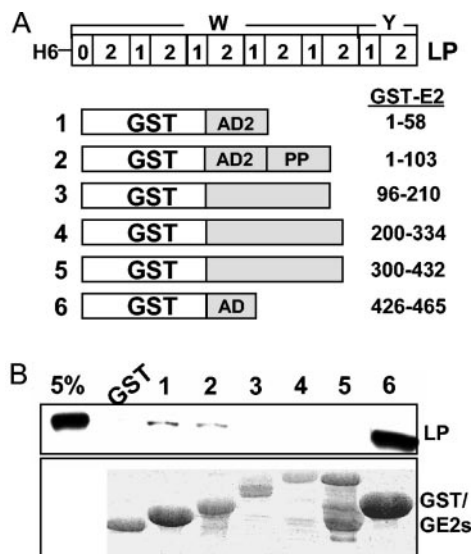 A
W Y
H6 0 2 1 2 1 2 1 2 1 2 1 2 LP
GST-E2
1 GST AD2 1-58
2 GST AD2 PP 1-103
3 GST 96-210
4 GST 200-334
5 GST 300-432
6 GST AD 426-465
B
5% GST 1 2 3 4 5 6
LP
GST/
GE2s